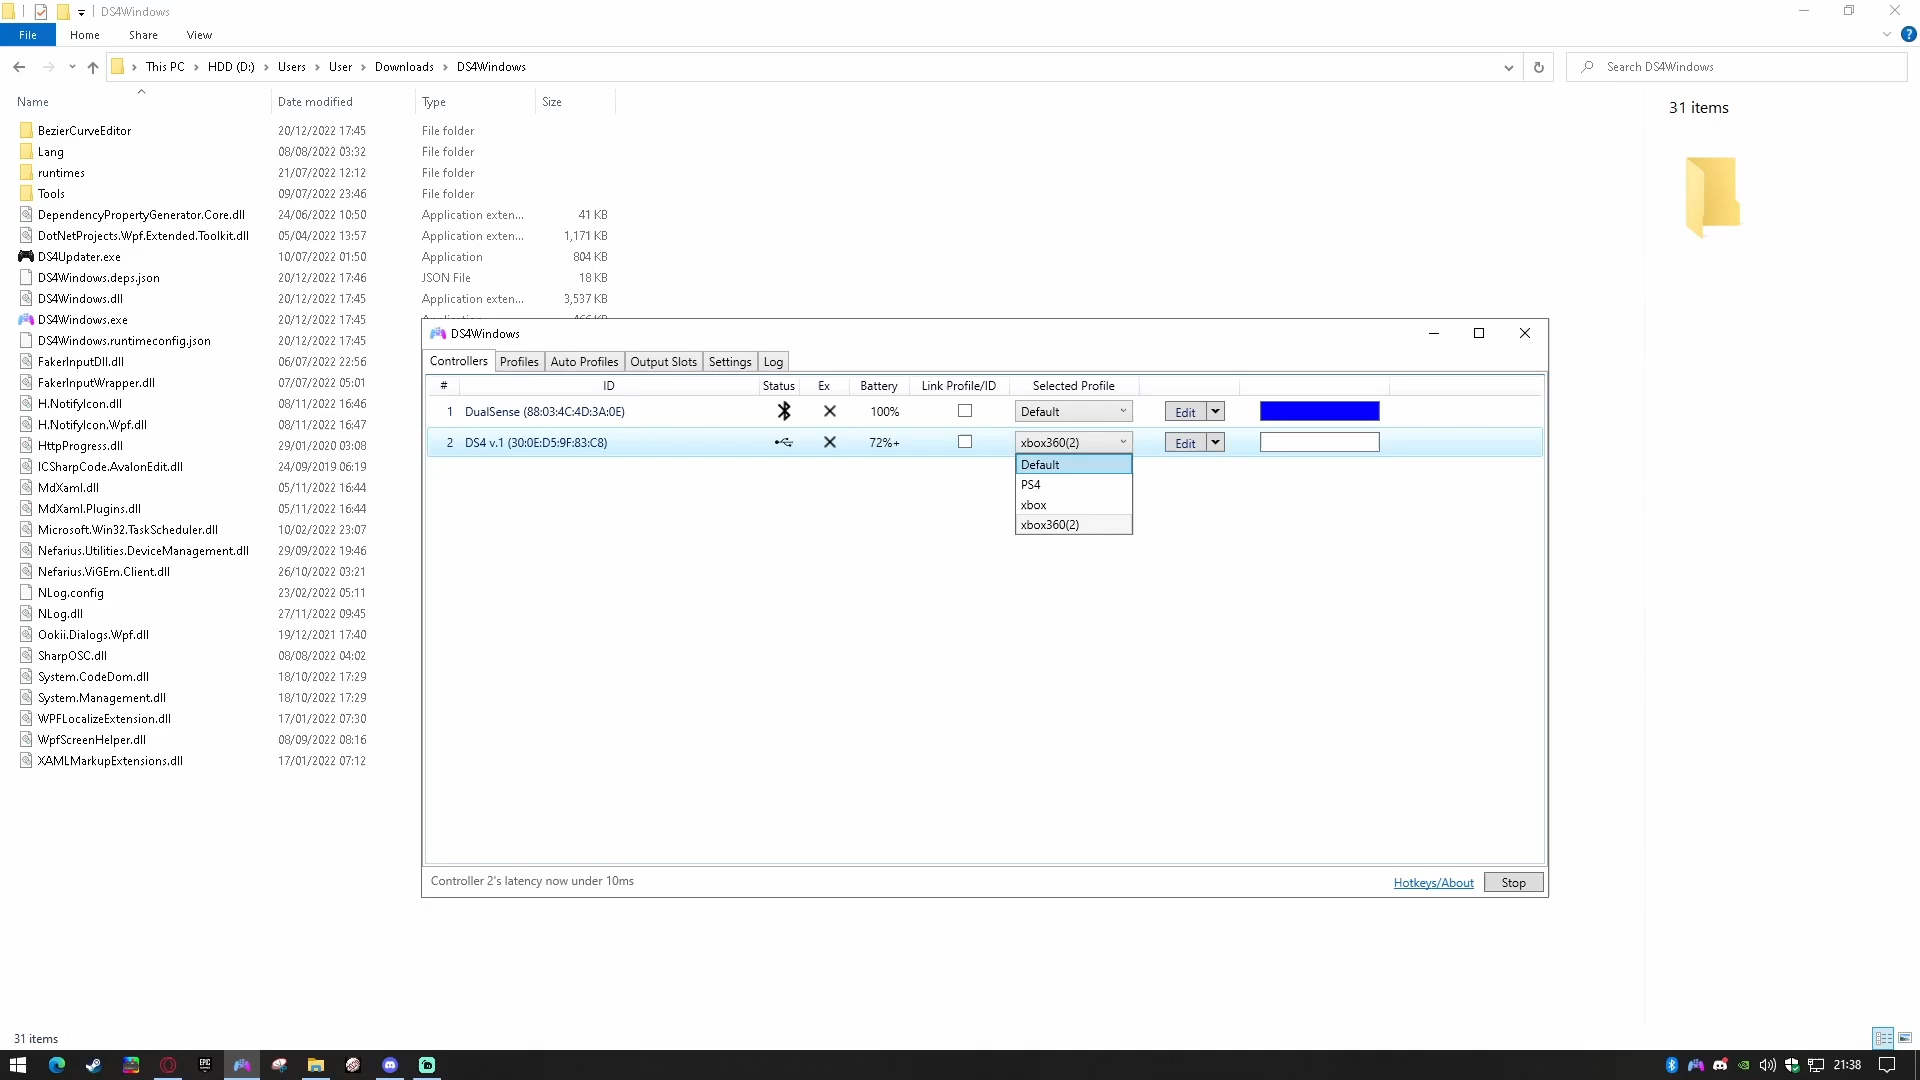 DS4Windows
File Home Share View
This PC > HDD (D:) > Users > User > Downloads > DS4Windows
Search DS4Windows
Name Date modified Type Size
31 items
BezierCurveEditor 20/12/2022 17:45 File folder
Lang 08/08/2022 03:32 File folder
runtimes 21/07/2022 12:12 File folder
Tools 09/07/2022 23:46 File folder
DependencyPropertyGenerator.Core.dll 24/06/2022 10:50 Application exten... 41 KB
DotNetProjects.Wpf.Extended.Toolkit.dll 05/04/2022 13:57 Application exten... 1,171 KB
DS4Updater.exe 10/07/2022 01:50 Application 804 KB
DS4Windows.deps.json 20/12/2022 17:46 JSON File 18 KB
DS4Windows.dll 20/12/2022 17:45 Application exten... 3,537 KB
DS4Windows.exe 20/12/2022 17:45
DS4Windows.runtimeconfig.json 20/12/2022 17:45
FakerInputDll.dll 06/07/2022 22:56
FakerInputWrapper.dll 07/07/2022 05:01
H.NotifyIcon.dll 08/11/2022 16:46
H.NotifyIcon.Wpf.dll 08/11/2022 16:47
HttpProgress.dll 29/01/2020 03:08
ICSharpCode.AvalonEdit.dll 24/09/2019 06:19
MdXaml.dll 05/11/2022 16:44
MdXaml.Plugins.dll 05/11/2022 16:44
Microsoft.Win32.TaskScheduler.dll 10/02/2022 23:07
Nefarius.Utilities.DeviceManagement.dll 29/09/2022 19:46
Nefarius.ViGEm.Client.dll 26/10/2022 03:21
NLog.config 23/02/2022 05:11
NLog.dll 27/11/2022 09:45
Ookii.Dialogs.Wpf.dll 19/12/2021 17:40
SharpOSC.dll 08/08/2022 04:02
System.CodeDom.dll 18/10/2022 17:29
System.Management.dll 18/10/2022 17:29
WPFLocalizeExtension.dll 17/01/2022 07:30
WpfScreenHelper.dll 08/09/2022 08:16
XAMLMarkupExtensions.dll 17/01/2022 07:12
DS4Windows
Controllers Profiles Auto Profiles Output Slots Settings Log
# ID Status Ex Battery Link Profile/ID Selected Profile
1 DualSense (88:03:4C:4D:3A:0E) 100% Default Edit
2 DS4 v.1 (30:0E:D5:9F:83:C8) 72%+ xbox360(2) Edit
Default
PS4
xbox
xbox360(2)
Controller 2's latency now under 10ms
Hotkeys/About Stop
31 items
EPIC
21:38